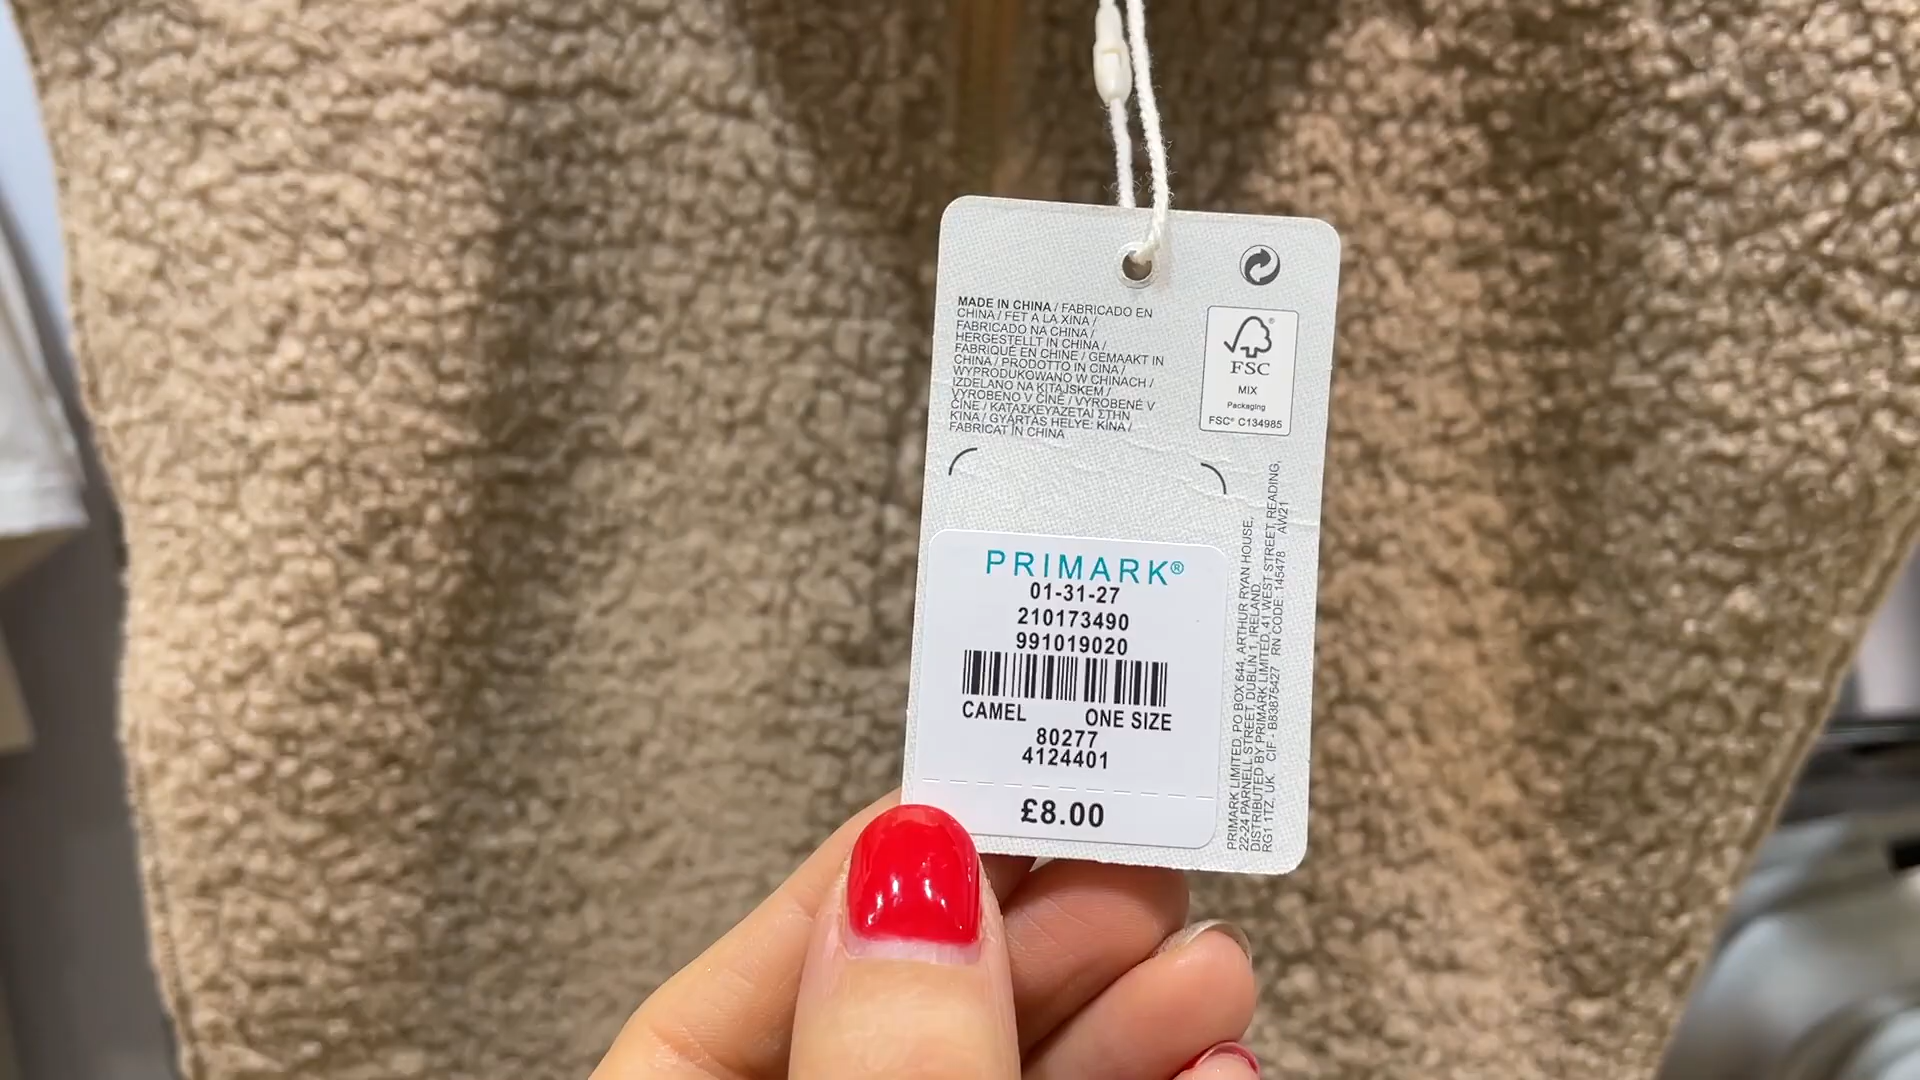 MADE IN CHINA / FABRICADO EN
CHINA / FET A LA XINA /
FABRICADO NA CHINA /
HERGESTELLT IN CHINA /
FABRIQUÉ EN CHINE / GEMAAKT IN
CHINA / PRODOTTO IN CINA /
WYPRODUKOWANO W CHINACH /
IZDELANO NA KITAJSKEM /
VYROBENO V ČÍNĚ / VYROBENÉ V
ČÍNE / ΚΑΤΑΣΚΕΥΑΖΕΤΑΙ ΣΤΗΝ
ΚΙΝΑ / GYÁRTÁS HELYE: KÍNA /
FABRICAT ÎN CHINA
FSC®
MIX
Packaging
FSC® C134985
PRIMARK®
01-31-27
210173490
991019020
CAMEL ONE SIZE
80277
4124401
£8.00
PRIMARK LIMITED, PO BOX 644, ARTHUR RYAN HOUSE,
22-24 PARNELL STREET, DUBLIN 1, IRELAND.
DISTRIBUTED BY PRIMARK LIMITED, 41 WEST STREET, READING,
RG1 1TZ, UK. CIF - B83875427 RN CODE: 145478 AW21